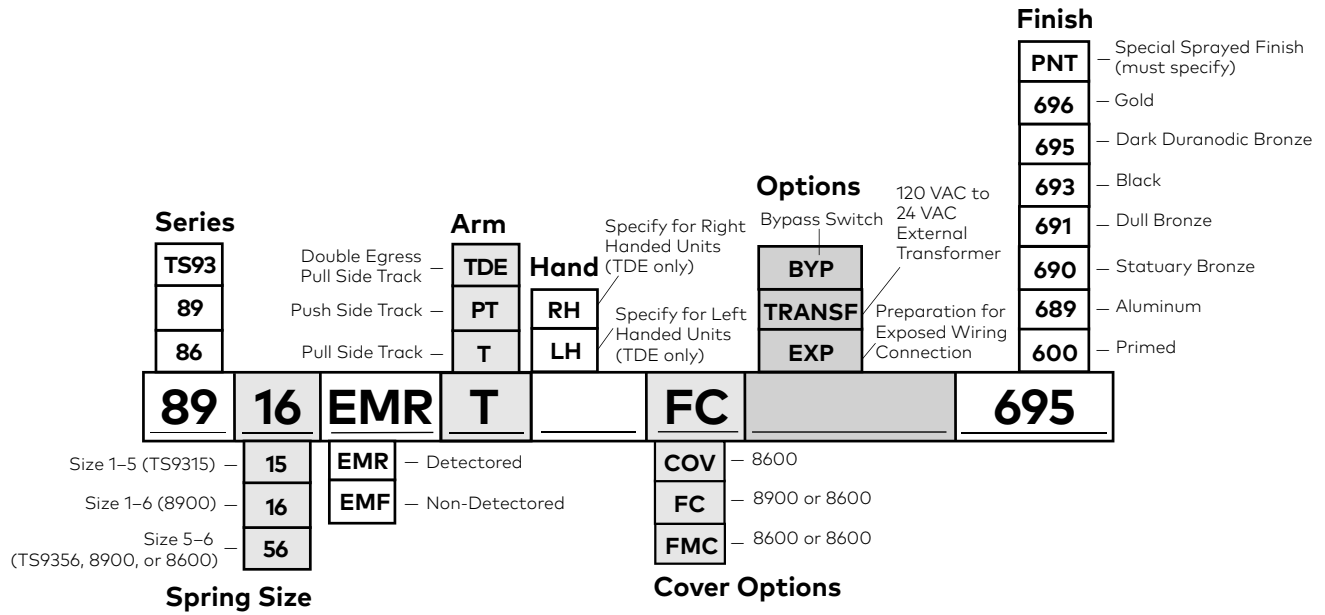 Finish
PNT
Special Sprayed Finish
(must specify)
696
Gold
695
Dark Duranodic Bronze
693
Black
691
Dull Bronze
690
Statuary Bronze
689
Aluminum
600
Primed
Series
TS93
89
86
Arm
Double Egress
Pull Side Track
TDE
Push Side Track
PT
Pull Side Track
T
Hand
RH
Specify for Right
Handed Units
(TDE only)
LH
Specify for Left
Handed Units
(TDE only)
Options
Bypass Switch
BYP
120 VAC to
24 VAC
External
Transformer
TRANSF
Preparation for
Exposed Wiring
Connection
EXP
89 16 EMR T FC 695
Size 1–5 (TS9315)
15
Size 1–6 (8900)
16
Size 5–6
(TS9356, 8900, or 8600)
56
Spring Size
EMR
Detectored
EMF
Non-Detectored
COV
8600
FC
8900 or 8600
FMC
8600 or 8600
Cover Options